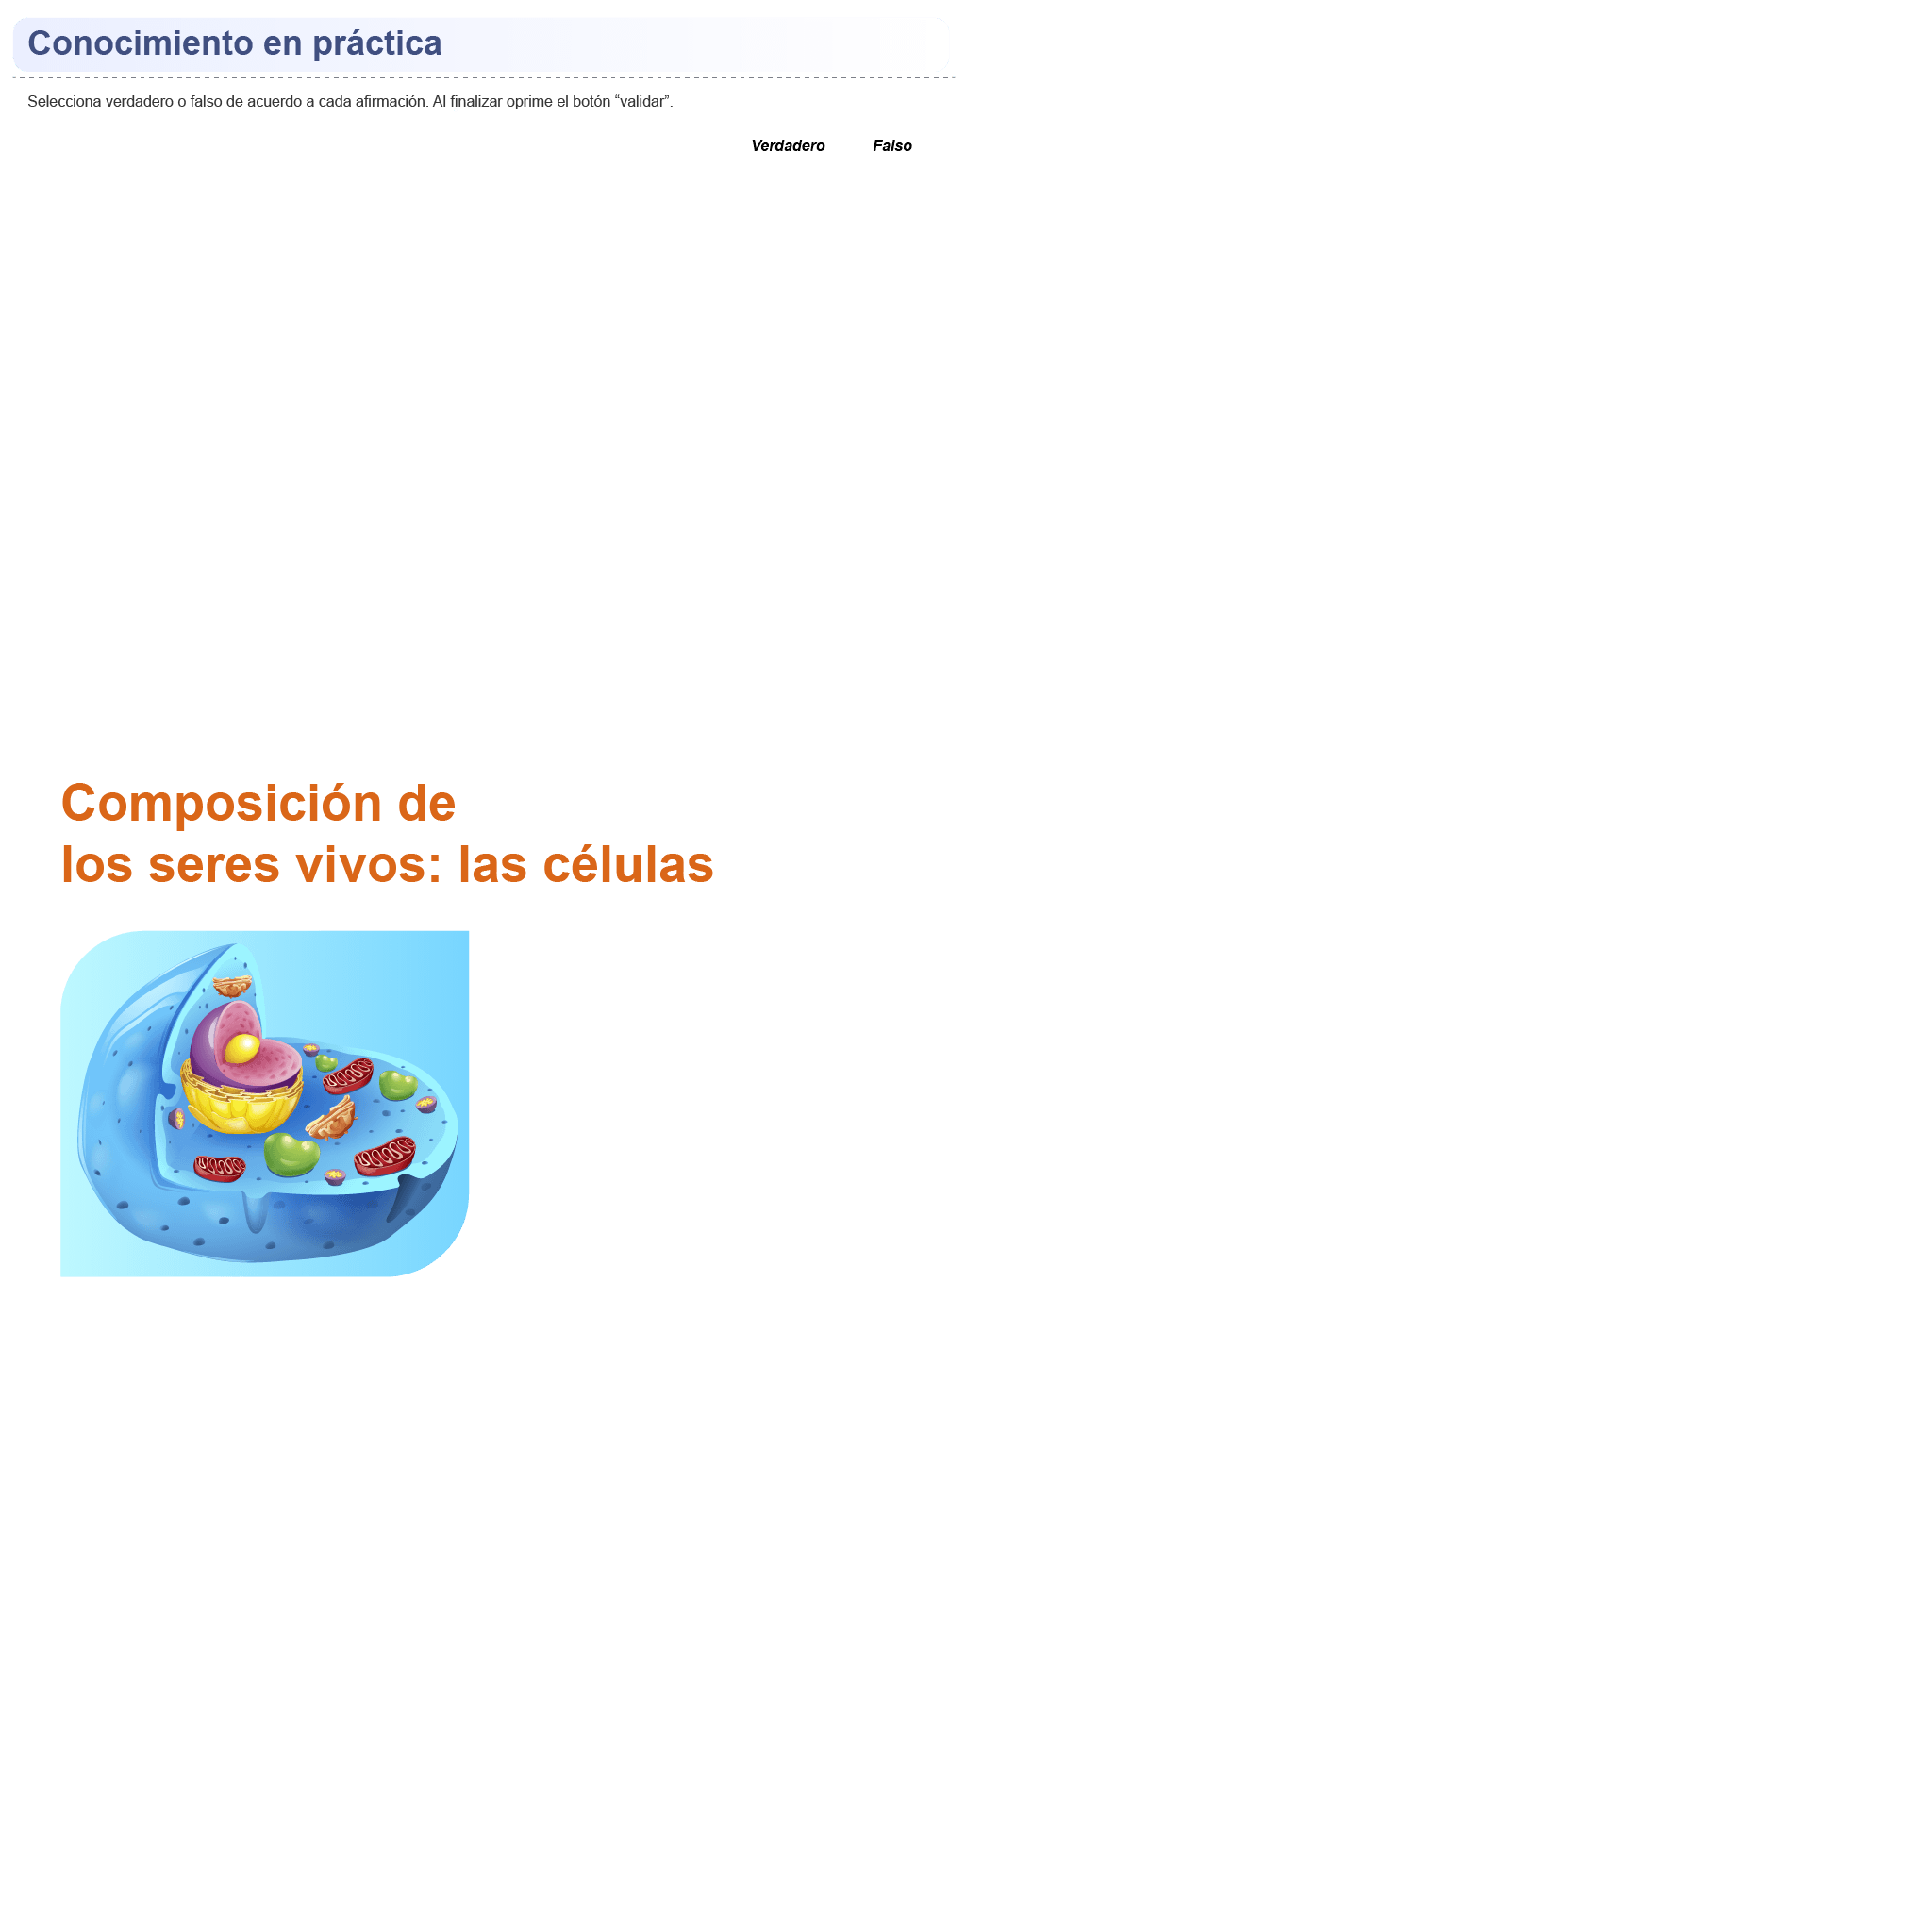 Conocimiento en práctica
Selecciona verdadero o falso de acuerdo a cada afirmación. Al finalizar oprime el botón “validar”.
Verdadero Falso
Composición de
los seres vivos: las células